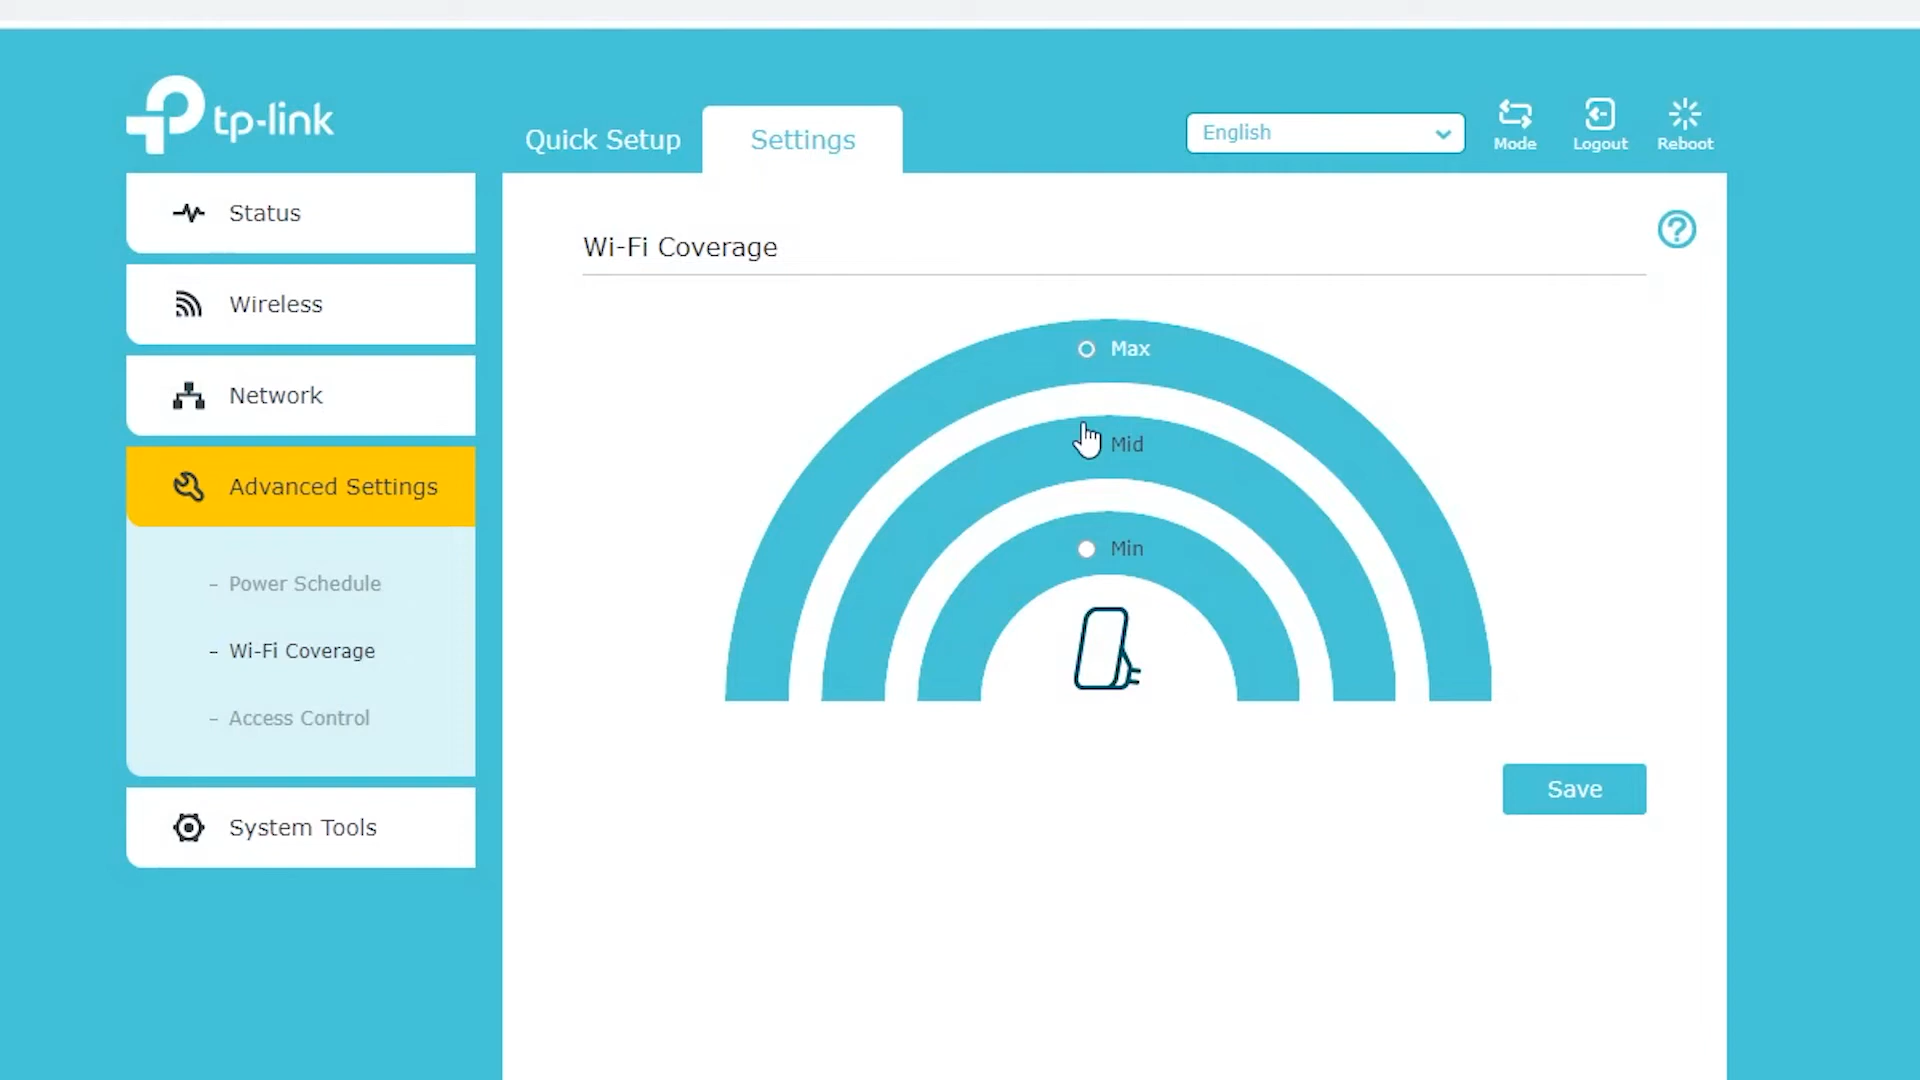 tp-link
Quick Setup
Settings
English
Mode
Logout
Reboot
Status
Wireless
Network
Advanced Settings
- Power Schedule
- Wi-Fi Coverage
- Access Control
System Tools
Wi-Fi Coverage
?
Max
Mid
Min
Save